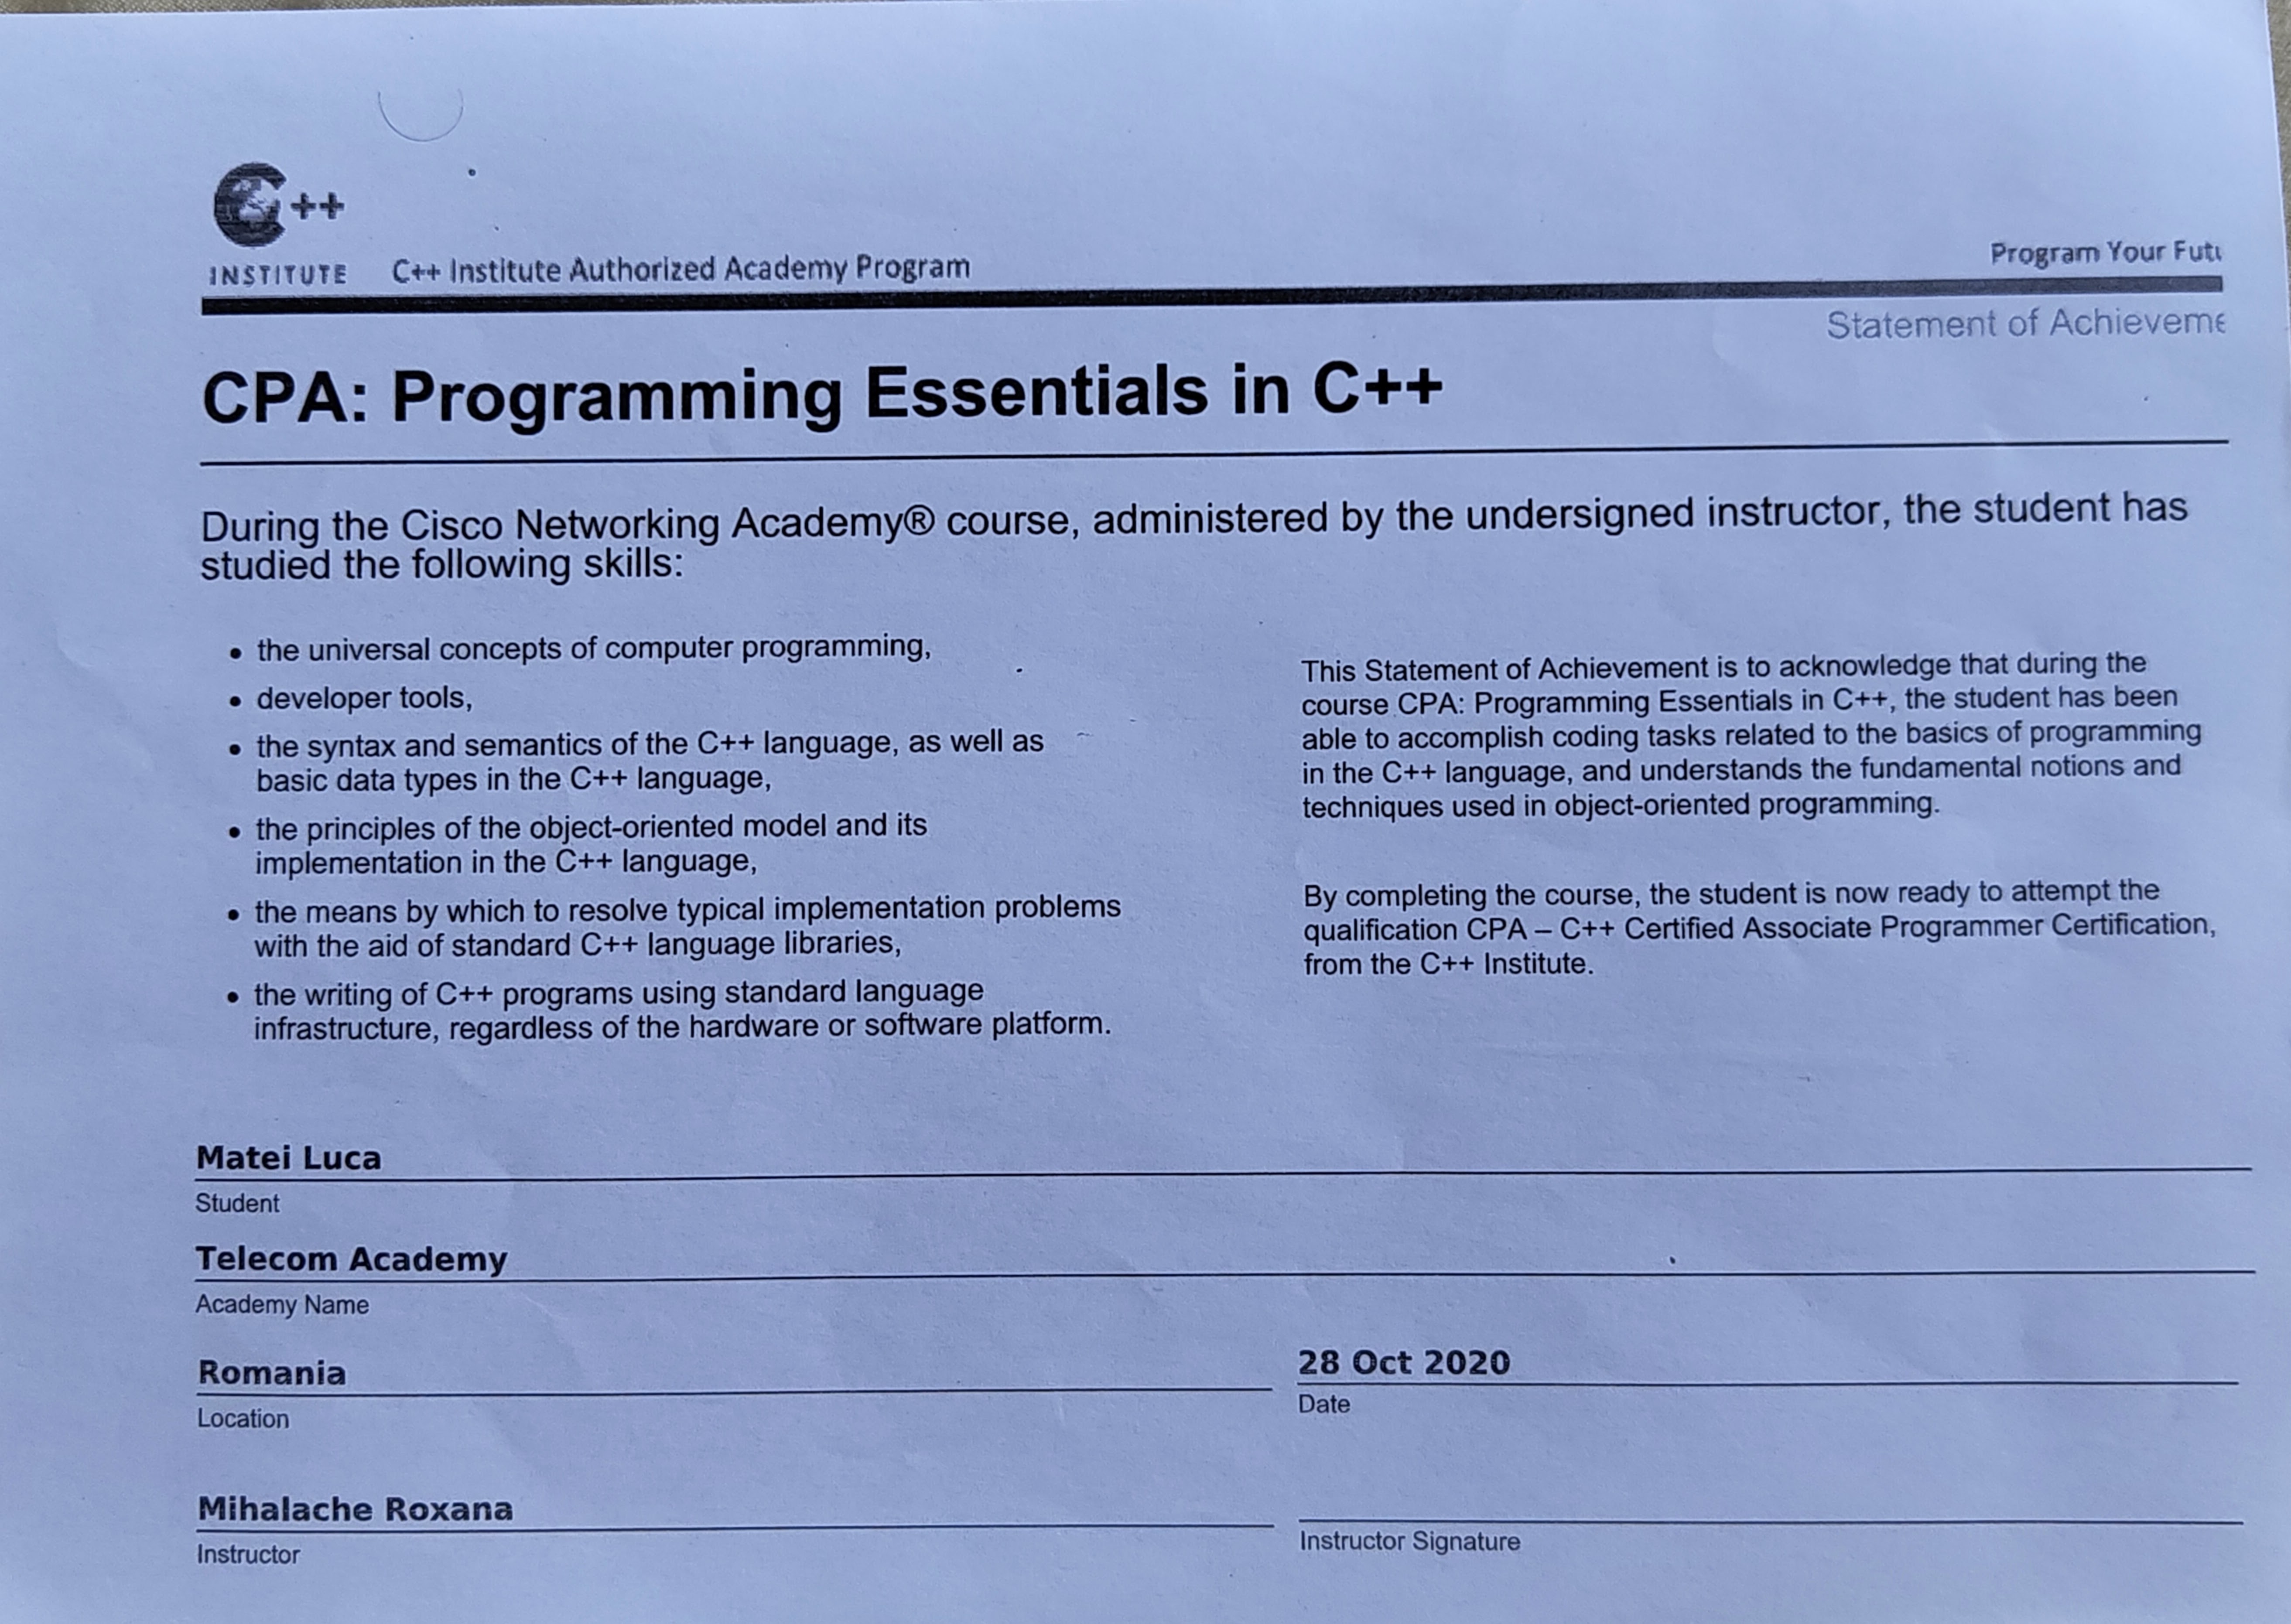 C++
INSTITUTE
C++ Institute Authorized Academy Program
Program Your Futu
Statement of Achieveme
CPA: Programming Essentials in C++
During the Cisco Networking Academy® course, administered by the undersigned instructor, the student has
studied the following skills:
• the universal concepts of computer programming,
• developer tools,
• the syntax and semantics of the C++ language, as well as
basic data types in the C++ language,
• the principles of the object-oriented model and its
implementation in the C++ language,
• the means by which to resolve typical implementation problems
with the aid of standard C++ language libraries,
• the writing of C++ programs using standard language
infrastructure, regardless of the hardware or software platform.
This Statement of Achievement is to acknowledge that during the
course CPA: Programming Essentials in C++, the student has been
able to accomplish coding tasks related to the basics of programming
in the C++ language, and understands the fundamental notions and
techniques used in object-oriented programming.
By completing the course, the student is now ready to attempt the
qualification CPA – C++ Certified Associate Programmer Certification,
from the C++ Institute.
Matei Luca
Student
Telecom Academy
Academy Name
Romania
Location
28 Oct 2020
Date
Mihalache Roxana
Instructor
Instructor Signature